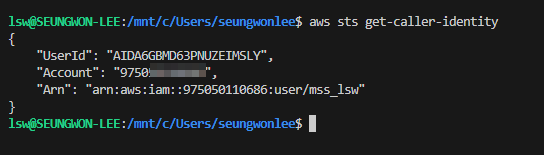 lsw@SEUNGWON-LEE:/mnt/c/Users/seungwonlee$ aws sts get-caller-identity
{
    "UserId": "AIDA6GBMD63PNUZEIMSLY",
    "Account": "9750 ",
    "Arn": "arn:aws:iam::975050110686:user/mss_lsw"
}
lsw@SEUNGWON-LEE:/mnt/c/Users/seungwonlee$